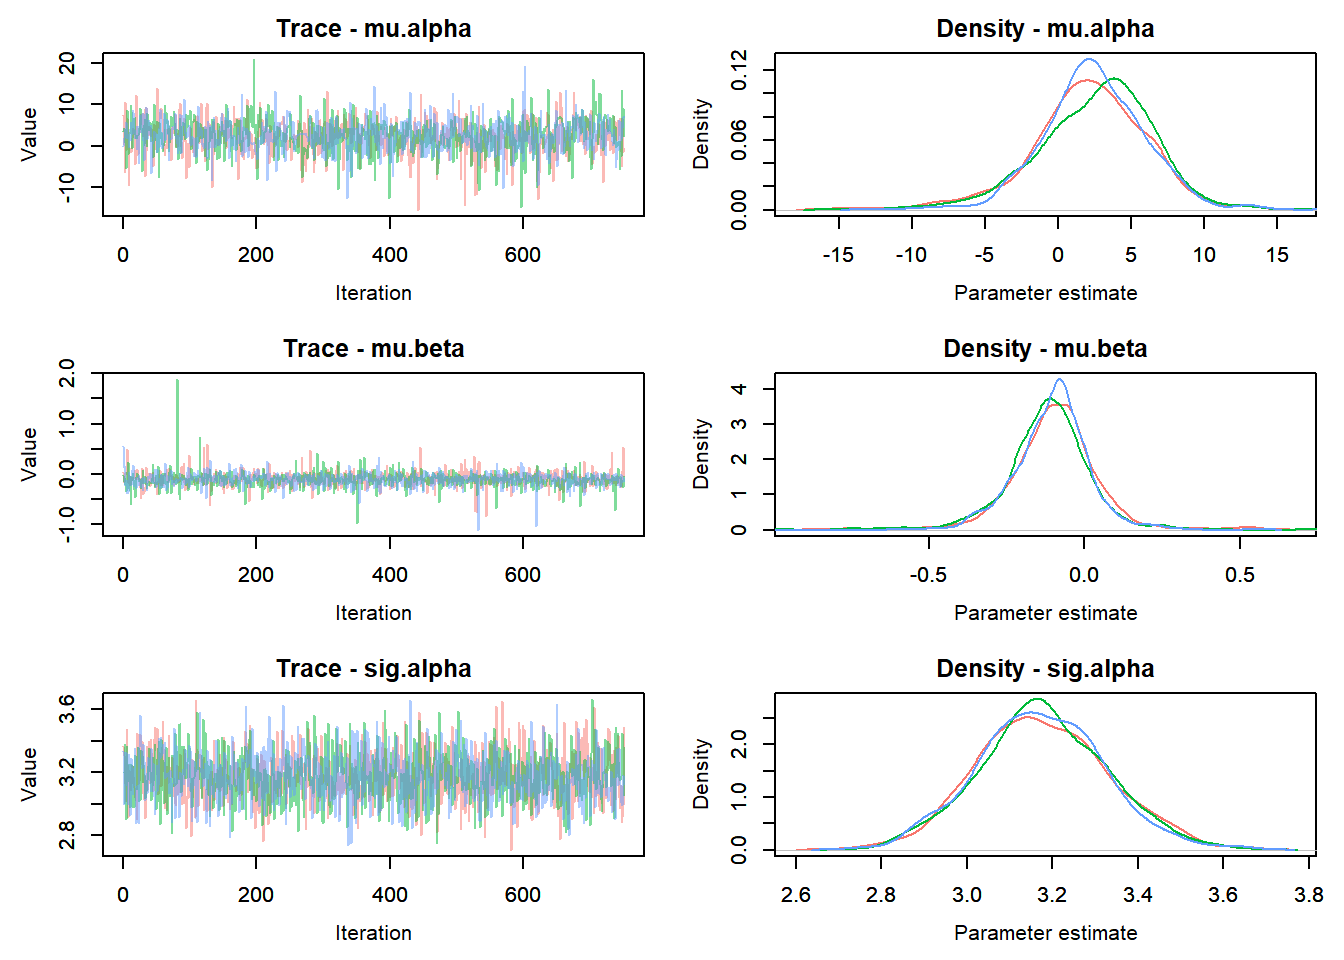 Trace - mu.alpha
Value
20
10
0
-10
0 200 400 600
Iteration
Density - mu.alpha
Density
0.12
0.06
0.00
-15 -10 -5 0 5 10 15
Parameter estimate
Trace - mu.beta
Value
2.0
1.0
0.0
-1.0
0 200 400 600
Iteration
Density - mu.beta
Density
4
3
2
1
0
-0.5 0.0 0.5
Parameter estimate
Trace - sig.alpha
Value
3.6
3.2
2.8
0 200 400 600
Iteration
Density - sig.alpha
Density
2.0
1.0
0.0
2.6 2.8 3.0 3.2 3.4 3.6 3.8
Parameter estimate